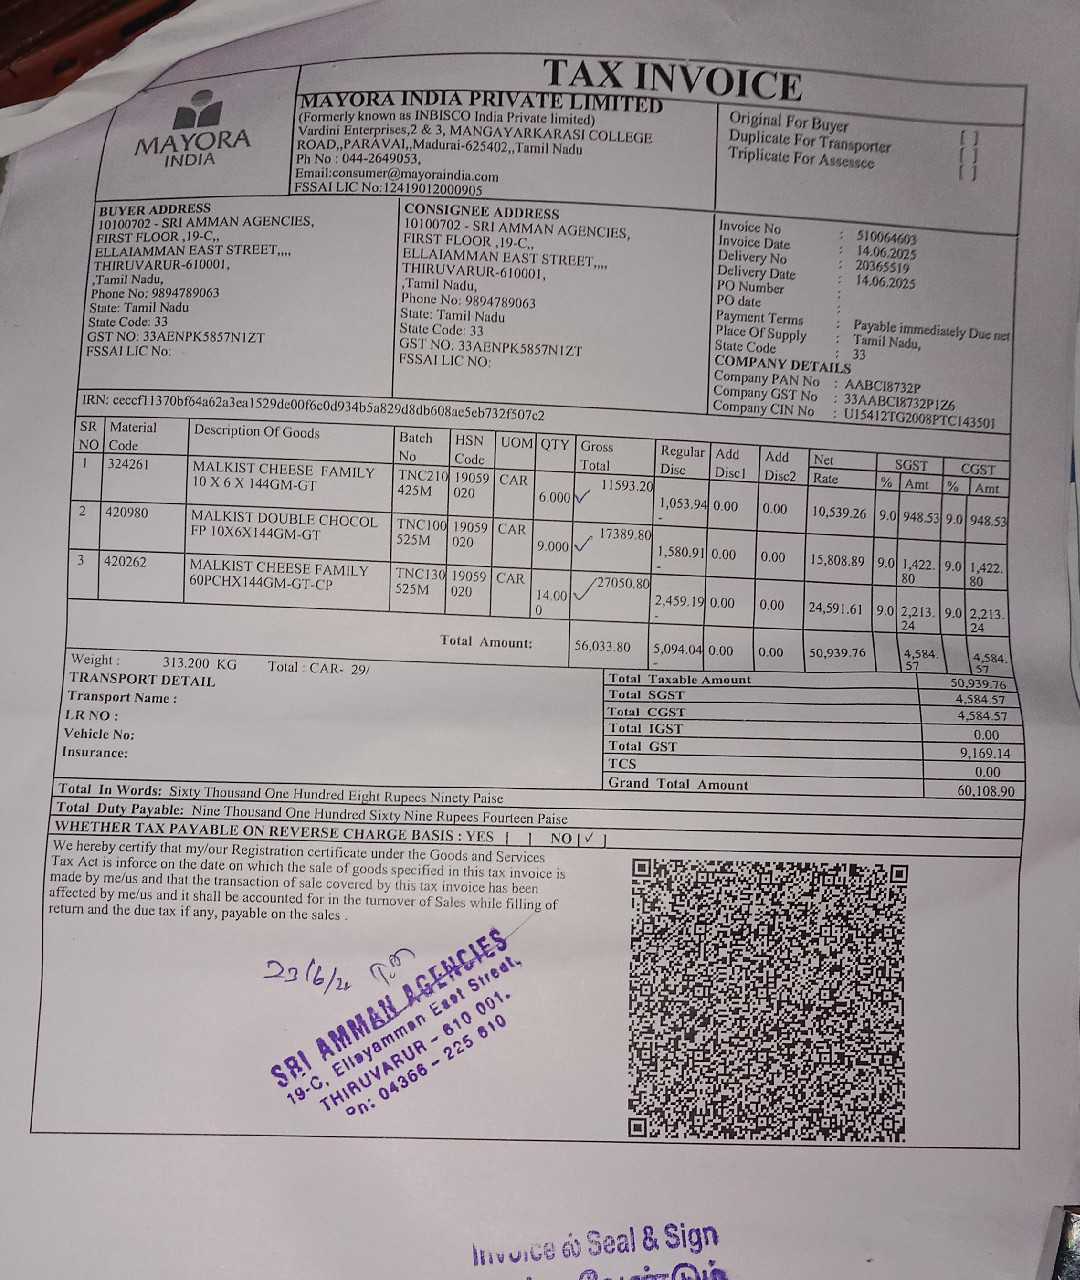 TAX INVOICE
MAYORA
INDIA
MAYORA INDIA PRIVATE LIMITED
(Formerly known as INBISCO India Private limited)
Vardini Enterprises,2 & 3, MANGAYARKARASI COLLEGE
ROAD,,PARAVAI,,Madurai-625402,,Tamil Nadu
Ph No : 044-2649053,
Email:consumer@mayoraindia.com
FSSAI LIC No:12419012000905
Original For Buyer [ ]
Duplicate For Transporter [ ]
Triplicate For Assessce [ ]
BUYER ADDRESS
10100702 - SRI AMMAN AGENCIES,
FIRST FLOOR ,19-C,,
ELLAIAMMAN EAST STREET,,,,
THIRUVARUR-610001,
,Tamil Nadu,
Phone No: 9894789063
State: Tamil Nadu
State Code: 33
GST NO: 33AENPK5857N1ZT
FSSAI LIC No:
CONSIGNEE ADDRESS
10100702 - SRI AMMAN AGENCIES,
FIRST FLOOR ,19-C,,
ELLAIAMMAN EAST STREET,,,,
THIRUVARUR-610001,
,Tamil Nadu,
Phone No: 9894789063
State: Tamil Nadu
State Code: 33
GST NO. 33AENPK5857N1ZT
FSSAI LIC NO:
Invoice No : 510064603
Invoice Date : 14.06.2025
Delivery No : 20365519
Delivery Date : 14.06.2025
PO Number :
PO date :
Payment Terms : Payable immediately Due net
Place Of Supply : Tamil Nadu,
State Code : 33
COMPANY DETAILS
Company PAN No : AABCI8732P
Company GST No : 33AABCI8732P1Z6
Company CIN No : U15412TG2008PTC143501
IRN: ceccf11370bf64a62a3ea1529de00f6c0d934b5a829d8db608ae5eb732f507c2
SR NO Material Code Description Of Goods Batch No HSN Code UOM QTY Gross Total Regular Disc Add Disc1 Add Disc2 Net Rate SGST % Amt CGST % Amt
1 324261 MALKIST CHEESE FAMILY 10 X 6 X 144GM-GT TNC210425M 19059020 CAR 6.000 11593.20 1,053.94- 0.00 0.00 10,539.26 9.0 948.53 9.0 948.53
2 420980 MALKIST DOUBLE CHOCOL FP 10X6X144GM-GT TNC100525M 19059020 CAR 9.000 17389.80 1,580.91- 0.00 0.00 15,808.89 9.0 1,422.80 9.0 1,422.80
3 420262 MALKIST CHEESE FAMILY 60PCHX144GM-GT-CP TNC130525M 19059020 CAR 14.000 27050.80 2,459.19- 0.00 0.00 24,591.61 9.0 2,213.24 9.0 2,213.24
Total Amount: 56,033.80 5,094.04- 0.00 0.00 50,939.76 4,584.57 4,584.57
Weight : 313.200 KG Total : CAR- 29/
TRANSPORT DETAIL
Transport Name :
LR NO :
Vehicle No:
Insurance:
Total Taxable Amount 50,939.76
Total SGST 4,584.57
Total CGST 4,584.57
Total IGST 0.00
Total GST 9,169.14
TCS 0.00
Grand Total Amount 60,108.90
Total In Words: Sixty Thousand One Hundred Eight Rupees Ninety Paise
Total Duty Payable: Nine Thousand One Hundred Sixty Nine Rupees Fourteen Paise
WHETHER TAX PAYABLE ON REVERSE CHARGE BASIS : YES [ ] NO [✓]
We hereby certify that my/our Registration certificate under the Goods and Services
Tax Act is inforce on the date on which the sale of goods specified in this tax invoice is
made by me/us and that the transaction of sale covered by this tax invoice has been
affected by me/us and it shall be accounted for in the turnover of Sales while filling of
return and the due tax if any, payable on the sales .
SRI AMMAN AGENCIES
19-C, Ellayamman East Street,
THIRUVARUR - 610 001.
Pn: 04366 - 225 610
Invoice ல் Seal & Sign